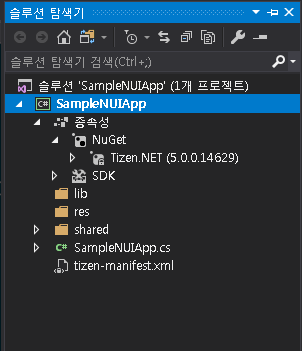 솔루션 탐색기
솔루션 탐색기 검색(Ctrl+;)
솔루션 'SampleNUIApp' (1개 프로젝트)
C# SampleNUIApp
종속성
NuGet
Tizen.NET (5.0.0.14629)
SDK
lib
res
shared
C# SampleNUIApp.cs
tizen-manifest.xml